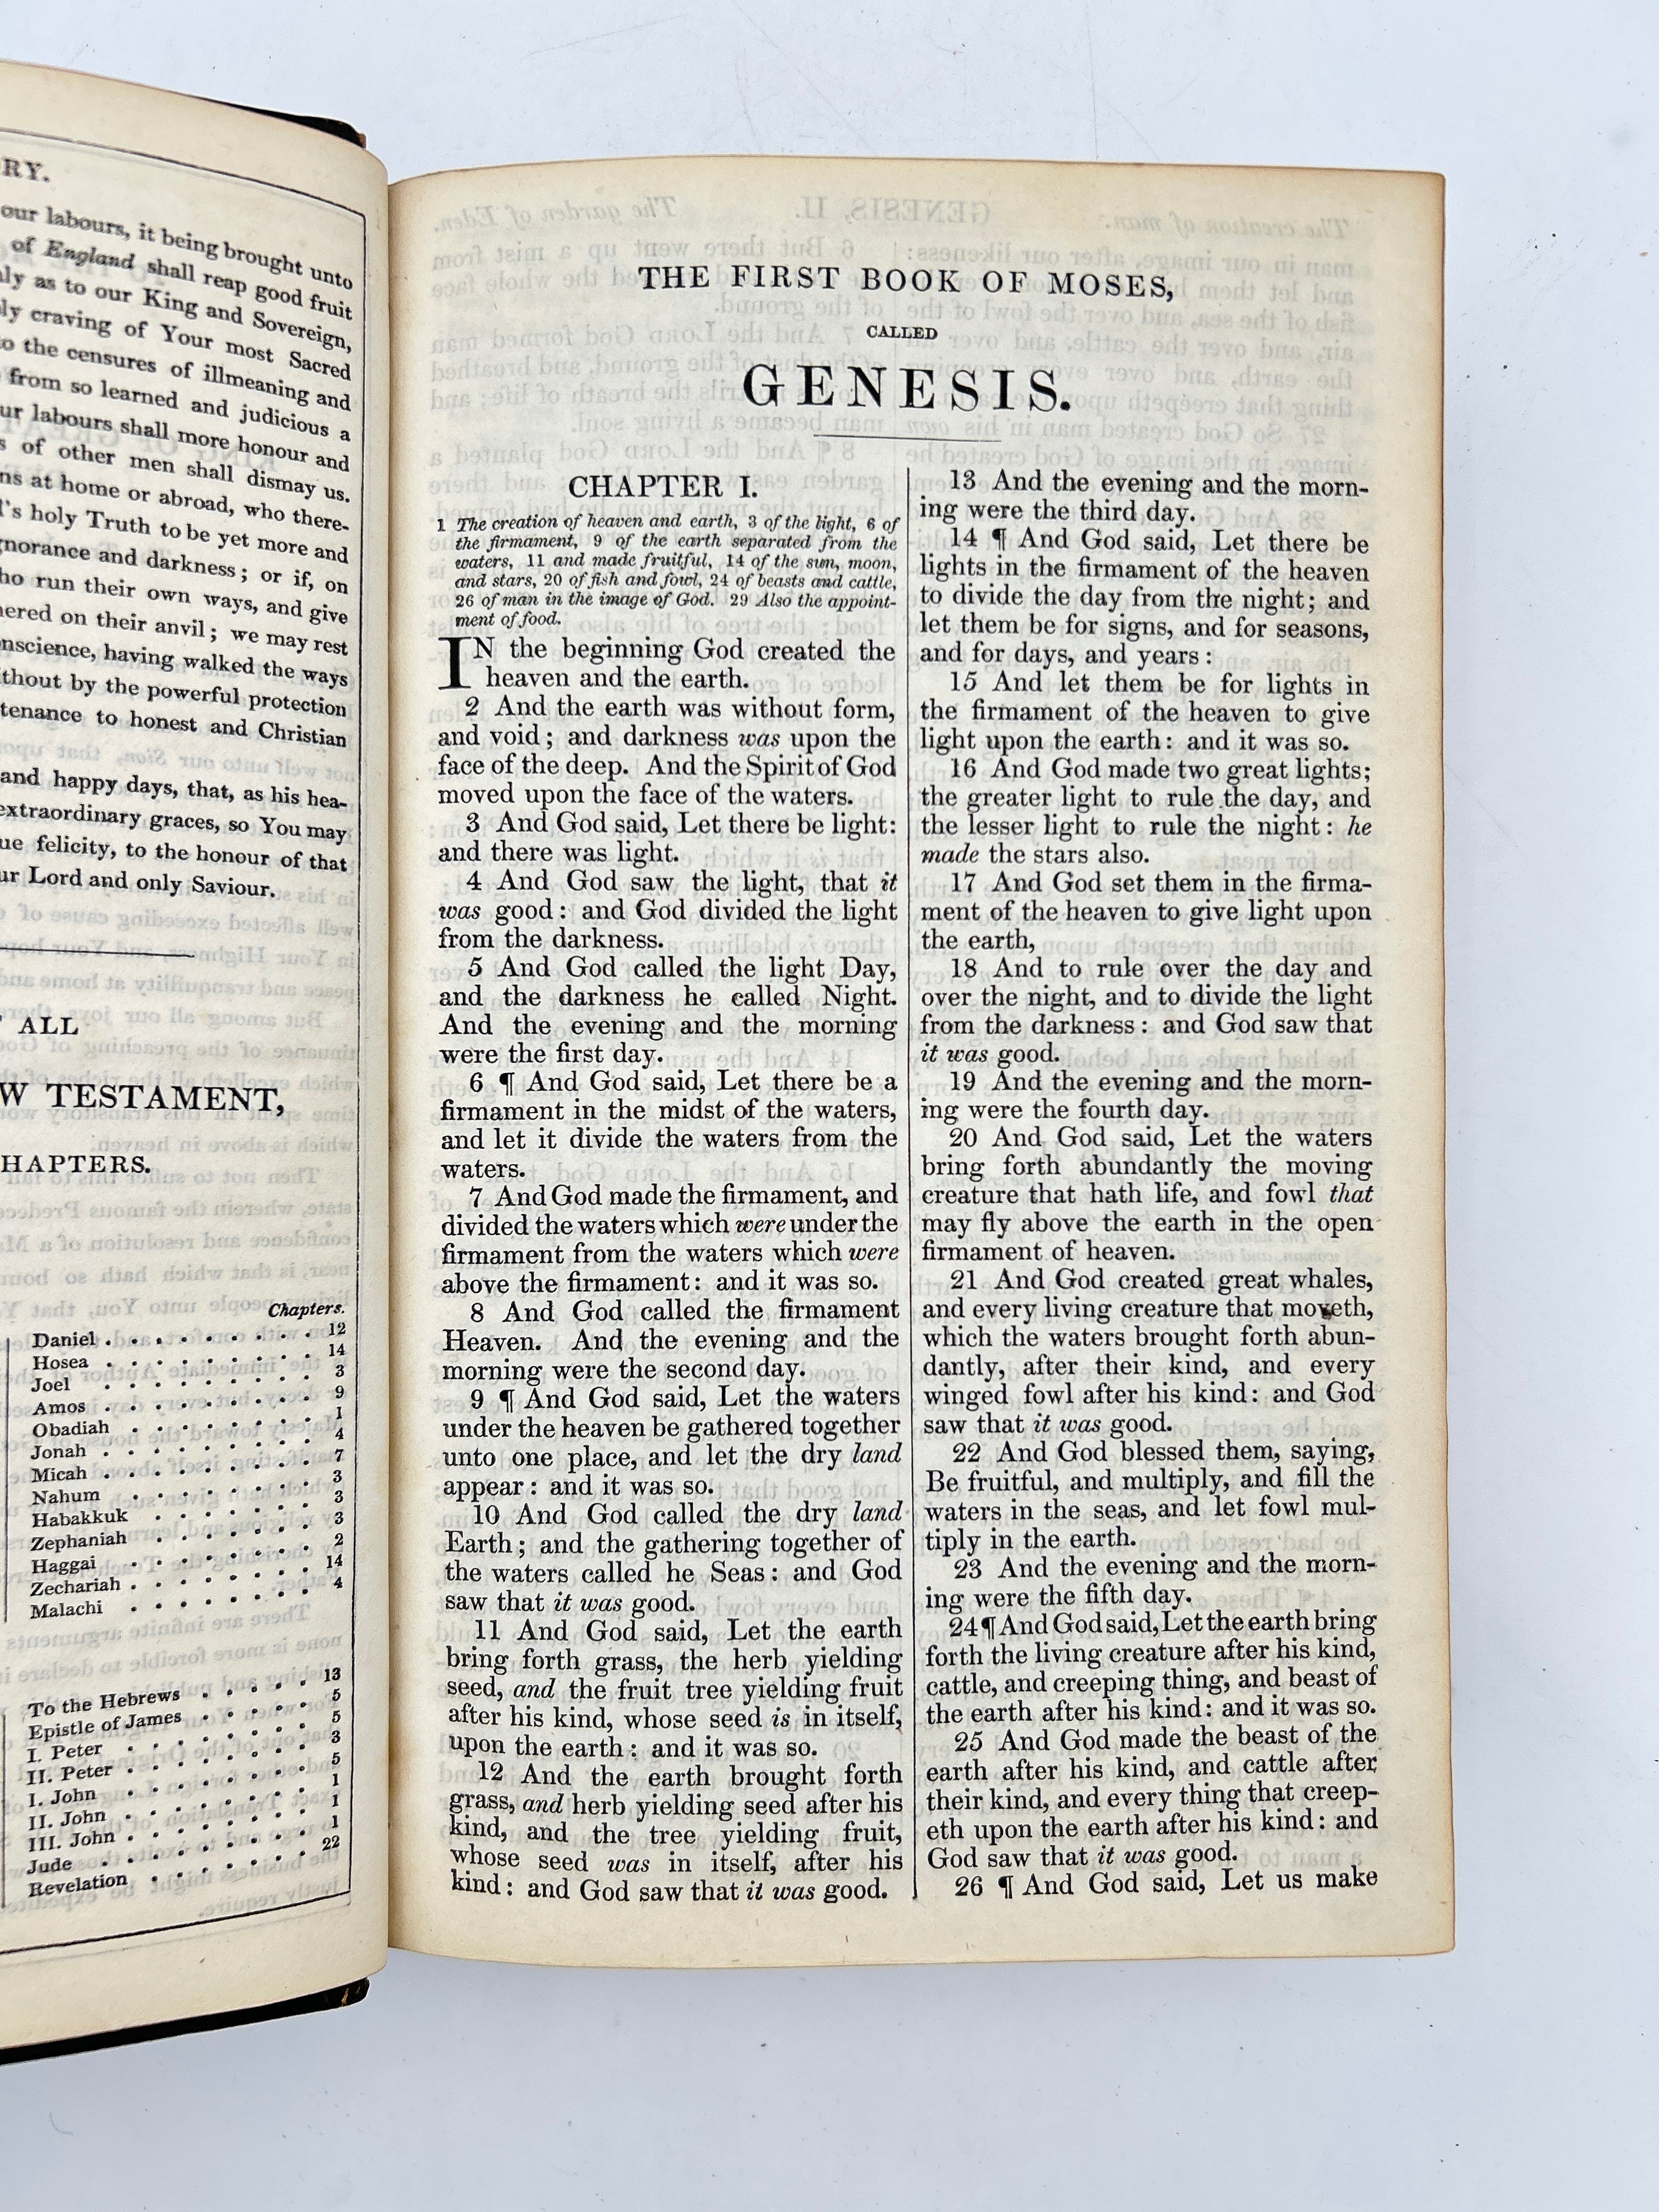 RY.
our labours, it being brought unto
of England shall reap good fruit
as to our King and Sovereign,
craving of Your most Sacred
the censures of illmeaning and
from so learned and judicious a
labours shall more honour and
of other men shall dismay us.
at home or abroad, who there-
holy Truth to be yet more and
ignorance and darkness; or if, on
run their own ways, and give
on their anvil; we may rest
conscience, having walked the ways
without by the powerful protection
to honest and Christian
and happy days, that, as his hea-
extraordinary graces, so You may
felicity, to the honour of that
Lord and only Saviour.
ALL
W TESTAMENT,
HAPTERS.
Chapters.
Daniel . . . . . . . . . . 12
Hosea . . . . . . . . . . 14
Joel . . . . . . . . . . 3
Amos . . . . . . . . . . 9
Obadiah . . . . . . . . . 1
Jonah . . . . . . . . . . 4
Micah . . . . . . . . . . 7
Nahum . . . . . . . . . 3
Habakkuk . . . . . . . . 3
Zephaniah . . . . . . . . 3
Haggai . . . . . . . . . 2
Zechariah . . . . . . . . 14
Malachi . . . . . . . . . 4
To the Hebrews . . . . . . 13
Epistle of James . . . . . . 5
I. Peter . . . . . . . . . 5
II. Peter . . . . . . . . . 3
I. John . . . . . . . . . 5
II. John . . . . . . . . . 1
III. John . . . . . . . . . 1
Jude . . . . . . . . . . 1
Revelation . . . . . . . . 22
THE FIRST BOOK OF MOSES,
CALLED
GENESIS.
CHAPTER I.
1 The creation of heaven and earth, 3 of the light, 6 of
the firmament, 9 of the earth separated from the
waters, 11 and made fruitful, 14 of the sun, moon,
and stars, 20 of fish and fowl, 24 of beasts and cattle,
26 of man in the image of God. 29 Also the appoint-
ment of food.
IN the beginning God created the
heaven and the earth.
2 And the earth was without form,
and void; and darkness was upon the
face of the deep. And the Spirit of God
moved upon the face of the waters.
3 And God said, Let there be light:
and there was light.
4 And God saw the light, that it
was good: and God divided the light
from the darkness.
5 And God called the light Day,
and the darkness he called Night.
And the evening and the morning
were the first day.
6 ¶ And God said, Let there be a
firmament in the midst of the waters,
and let it divide the waters from the
waters.
7 And God made the firmament, and
divided the waters which were under the
firmament from the waters which were
above the firmament: and it was so.
8 And God called the firmament
Heaven. And the evening and the
morning were the second day.
9 ¶ And God said, Let the waters
under the heaven be gathered together
unto one place, and let the dry land
appear: and it was so.
10 And God called the dry land
Earth; and the gathering together of
the waters called he Seas: and God
saw that it was good.
11 And God said, Let the earth
bring forth grass, the herb yielding
seed, and the fruit tree yielding fruit
after his kind, whose seed is in itself,
upon the earth: and it was so.
12 And the earth brought forth
grass, and herb yielding seed after his
kind, and the tree yielding fruit,
whose seed was in itself, after his
kind: and God saw that it was good.
13 And the evening and the morn-
ing were the third day.
14 ¶ And God said, Let there be
lights in the firmament of the heaven
to divide the day from the night; and
let them be for signs, and for seasons,
and for days, and years:
15 And let them be for lights in
the firmament of the heaven to give
light upon the earth: and it was so.
16 And God made two great lights;
the greater light to rule the day, and
the lesser light to rule the night: he
made the stars also.
17 And God set them in the firma-
ment of the heaven to give light upon
the earth,
18 And to rule over the day and
over the night, and to divide the light
from the darkness: and God saw that
it was good.
19 And the evening and the morn-
ing were the fourth day.
20 And God said, Let the waters
bring forth abundantly the moving
creature that hath life, and fowl that
may fly above the earth in the open
firmament of heaven.
21 And God created great whales,
and every living creature that moveth,
which the waters brought forth abun-
dantly, after their kind, and every
winged fowl after his kind: and God
saw that it was good.
22 And God blessed them, saying,
Be fruitful, and multiply, and fill the
waters in the seas, and let fowl mul-
tiply in the earth.
23 And the evening and the morn-
ing were the fifth day.
24 ¶ And God said, Let the earth bring
forth the living creature after his kind,
cattle, and creeping thing, and beast of
the earth after his kind: and it was so.
25 And God made the beast of the
earth after his kind, and cattle after
their kind, and every thing that creep-
eth upon the earth after his kind: and
God saw that it was good.
26 ¶ And God said, Let us make